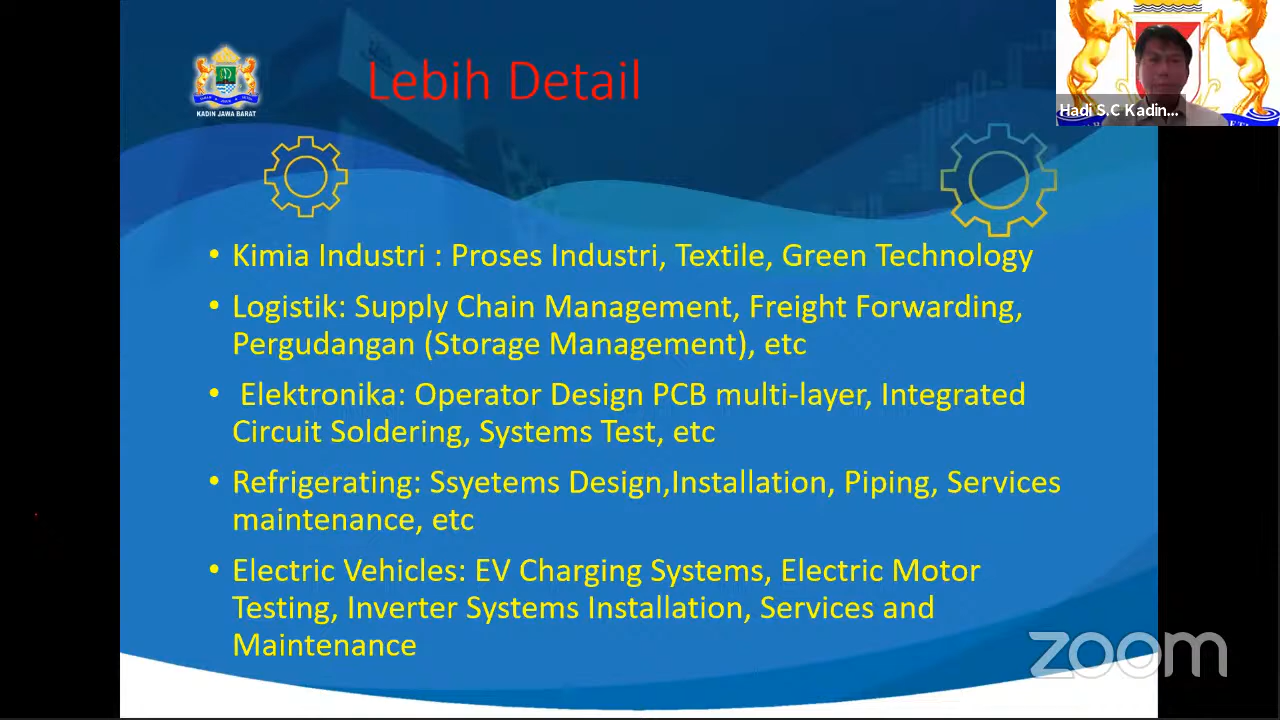 Lebih Detail
KADIN JAWA BARAT
Hadi S.C Kadin...
• Kimia Industri : Proses Industri, Textile, Green Technology
• Logistik: Supply Chain Management, Freight Forwarding,
Pergudangan (Storage Management), etc
• Elektronika: Operator Design PCB multi-layer, Integrated
Circuit Soldering, Systems Test, etc
• Refrigerating: Ssyetems Design,Installation, Piping, Services
maintenance, etc
• Electric Vehicles: EV Charging Systems, Electric Motor
Testing, Inverter Systems Installation, Services and
Maintenance
zoom